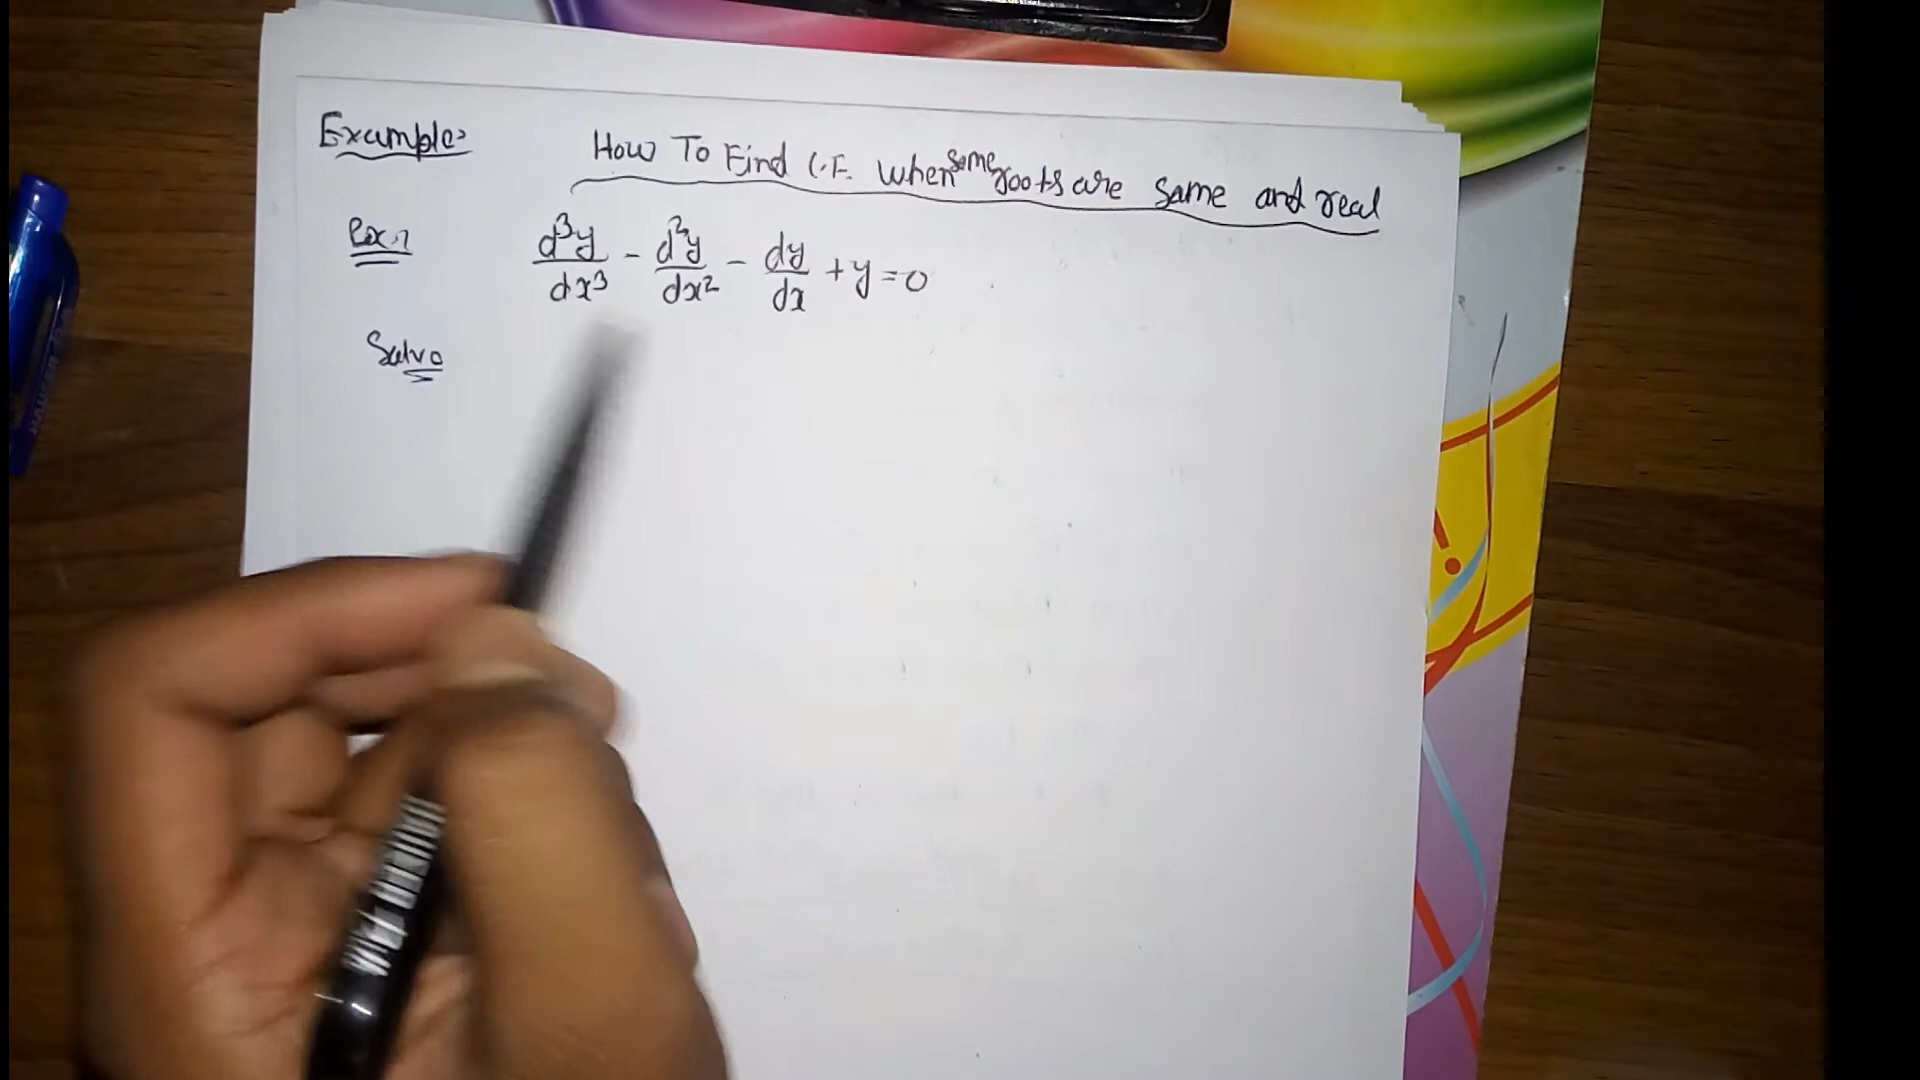 Example:
How To Find C.F. when some roots are same and real
Ex.1
d³y/dx³ - d²y/dx² - dy/dx + y = 0
Solve